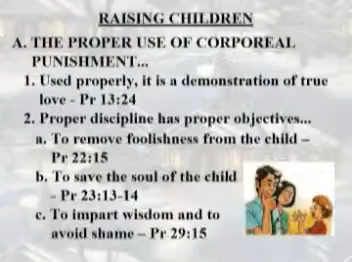 RAISING CHILDREN
A. THE PROPER USE OF CORPOREAL
PUNISHMENT...
1. Used properly, it is a demonstration of true
love - Pr 13:24
2. Proper discipline has proper objectives...
a. To remove foolishness from the child –
Pr 22:15
b. To save the soul of the child
- Pr 23:13-14
c. To impart wisdom and to
avoid shame – Pr 29:15